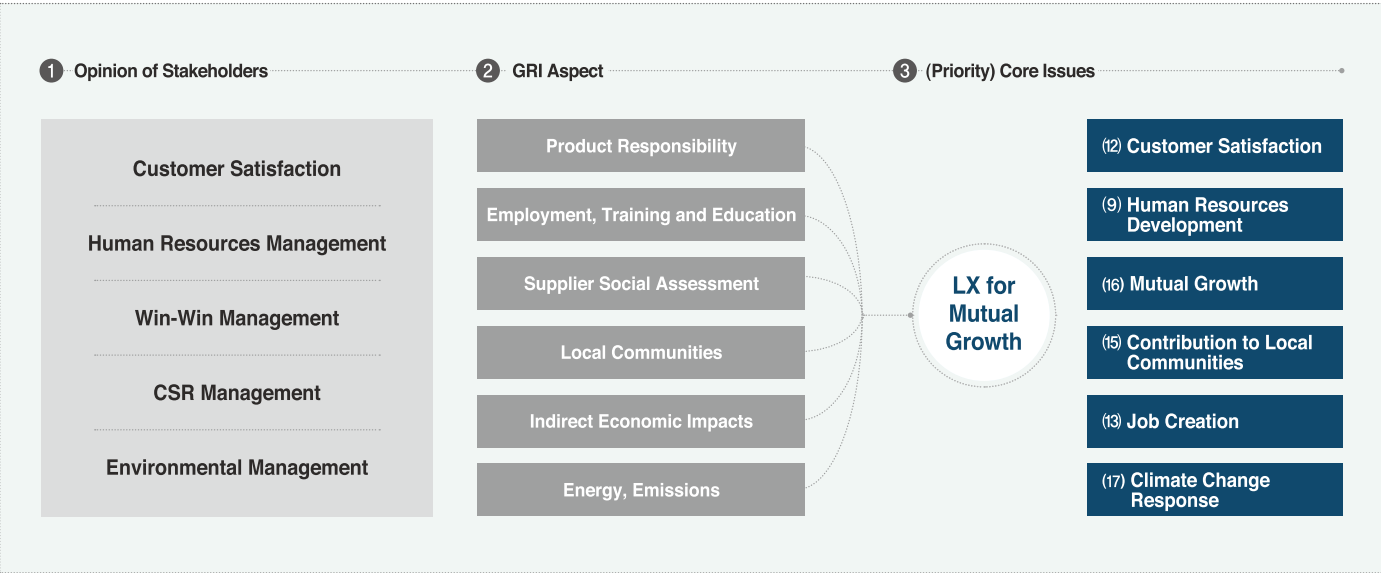 1 Opinion of Stakeholders
2 GRI Aspect
3 (Priority) Core Issues
Customer Satisfaction
Human Resources Management
Win-Win Management
CSR Management
Environmental Management
Product Responsibility
Employment, Training and Education
Supplier Social Assessment
Local Communities
Indirect Economic Impacts
Energy, Emissions
LX for
Mutual
Growth
(12) Customer Satisfaction
(9) Human Resources
Development
(16) Mutual Growth
(15) Contribution to Local
Communities
(13) Job Creation
(17) Climate Change
Response